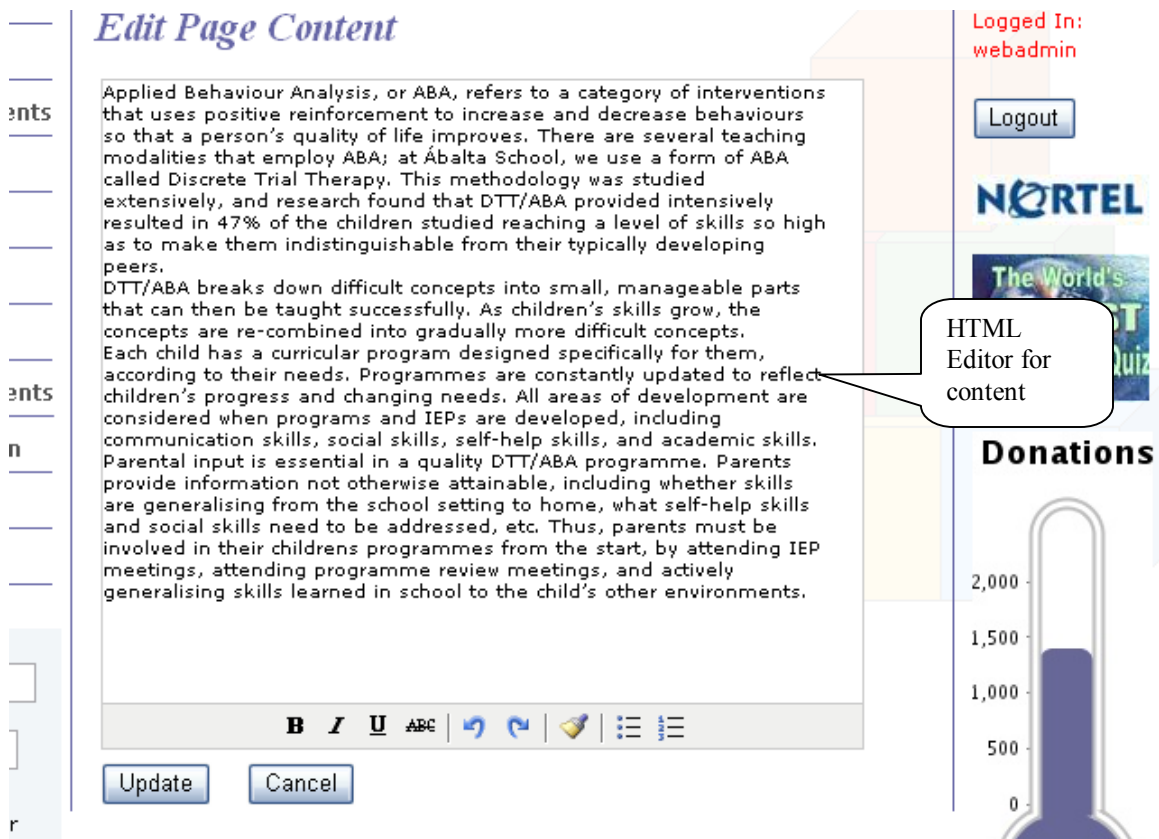 Edit Page Content
Applied Behaviour Analysis, or ABA, refers to a category of interventions
that uses positive reinforcement to increase and decrease behaviours
so that a person’s quality of life improves. There are several teaching
modalities that employ ABA; at Ábalta School, we use a form of ABA
called Discrete Trial Therapy. This methodology was studied
extensively, and research found that DTT/ABA provided intensively
resulted in 47% of the children studied reaching a level of skills so high
as to make them indistinguishable from their typically developing
peers.
DTT/ABA breaks down difficult concepts into small, manageable parts
that can then be taught successfully. As children’s skills grow, the
concepts are re-combined into gradually more difficult concepts.
Each child has a curricular program designed specifically for them,
according to their needs. Programmes are constantly updated to reflect
children’s progress and changing needs. All areas of development are
considered when programs and IEPs are developed, including
communication skills, social skills, self-help skills, and academic skills.
Parental input is essential in a quality DTT/ABA programme. Parents
provide information not otherwise attainable, including whether skills
are generalising from the school setting to home, what self-help skills
and social skills need to be addressed, etc. Thus, parents must be
involved in their childrens programmes from the start, by attending IEP
meetings, attending programme review meetings, and actively
generalising skills learned in school to the child’s other environments.
B I U ABC
Update Cancel
ents
ents
n
r
Logged In:
webadmin
Logout
NORTEL
The World's
ST
Quiz
HTML
Editor for
content
Donations
2,000
1,500
1,000
500
0